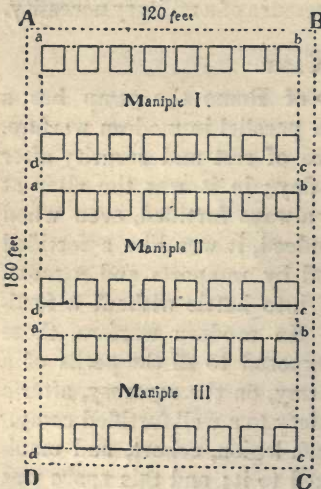 A 120 feet B
a b
Maniple I
d c
a b
Maniple II
180 feet
d c
a b
Maniple III
d c
D C